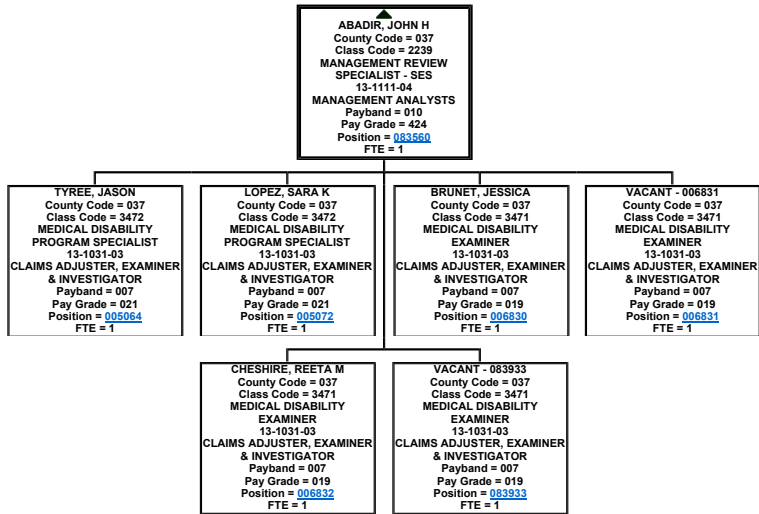 ABADIR, JOHN H
County Code = 037
Class Code = 2239
MANAGEMENT REVIEW
SPECIALIST - SES
13-1111-04
MANAGEMENT ANALYSTS
Payband = 010
Pay Grade = 424
Position = 083560
FTE = 1
TYREE, JASON
County Code = 037
Class Code = 3472
MEDICAL DISABILITY
PROGRAM SPECIALIST
13-1031-03
CLAIMS ADJUSTER, EXAMINER
& INVESTIGATOR
Payband = 007
Pay Grade = 021
Position = 005064
FTE = 1
LOPEZ, SARA K
County Code = 037
Class Code = 3472
MEDICAL DISABILITY
PROGRAM SPECIALIST
13-1031-03
CLAIMS ADJUSTER, EXAMINER
& INVESTIGATOR
Payband = 007
Pay Grade = 021
Position = 005072
FTE = 1
BRUNET, JESSICA
County Code = 037
Class Code = 3471
MEDICAL DISABILITY
EXAMINER
13-1031-03
CLAIMS ADJUSTER, EXAMINER
& INVESTIGATOR
Payband = 007
Pay Grade = 019
Position = 006830
FTE = 1
VACANT - 006831
County Code = 037
Class Code = 3471
MEDICAL DISABILITY
EXAMINER
13-1031-03
CLAIMS ADJUSTER, EXAMINER
& INVESTIGATOR
Payband = 007
Pay Grade = 019
Position = 006831
FTE = 1
CHESHIRE, REETA M
County Code = 037
Class Code = 3471
MEDICAL DISABILITY
EXAMINER
13-1031-03
CLAIMS ADJUSTER, EXAMINER
& INVESTIGATOR
Payband = 007
Pay Grade = 019
Position = 006832
FTE = 1
VACANT - 083933
County Code = 037
Class Code = 3471
MEDICAL DISABILITY
EXAMINER
13-1031-03
CLAIMS ADJUSTER, EXAMINER
& INVESTIGATOR
Payband = 007
Pay Grade = 019
Position = 083933
FTE = 1